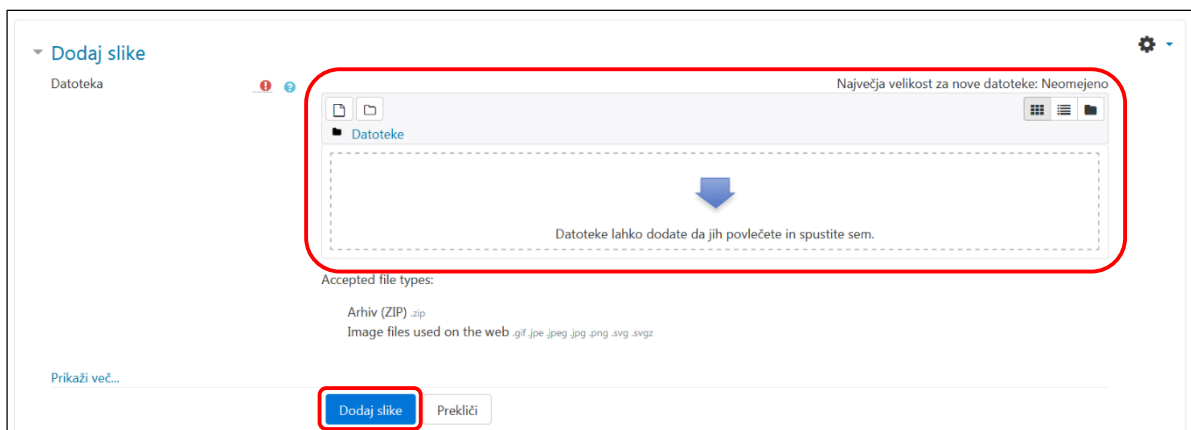 Dodaj slike
Datoteka
Največja velikost za nove datoteke: Neomejeno
Datoteke
Datoteke lahko dodate da jih povlečete in spustite sem.
Accepted file types:
Arhiv (ZIP) .zip
Image files used on the web .gif .jpe .jpeg .jpg .png .svg .svgz
Prikaži več...
Dodaj slike Prekliči